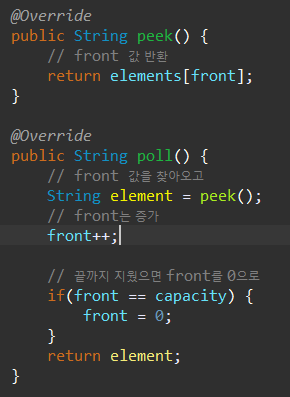 @Override
public String peek() {
    // front 값 반환
    return elements[front];
}
@Override
public String poll() {
    // front 값을 찾아오고
    String element = peek();
    // front는 증가
    front++;
    // 끝까지 지웠으면 front를 0으로
    if(front == capacity) {
        front = 0;
    }
    return element;
}